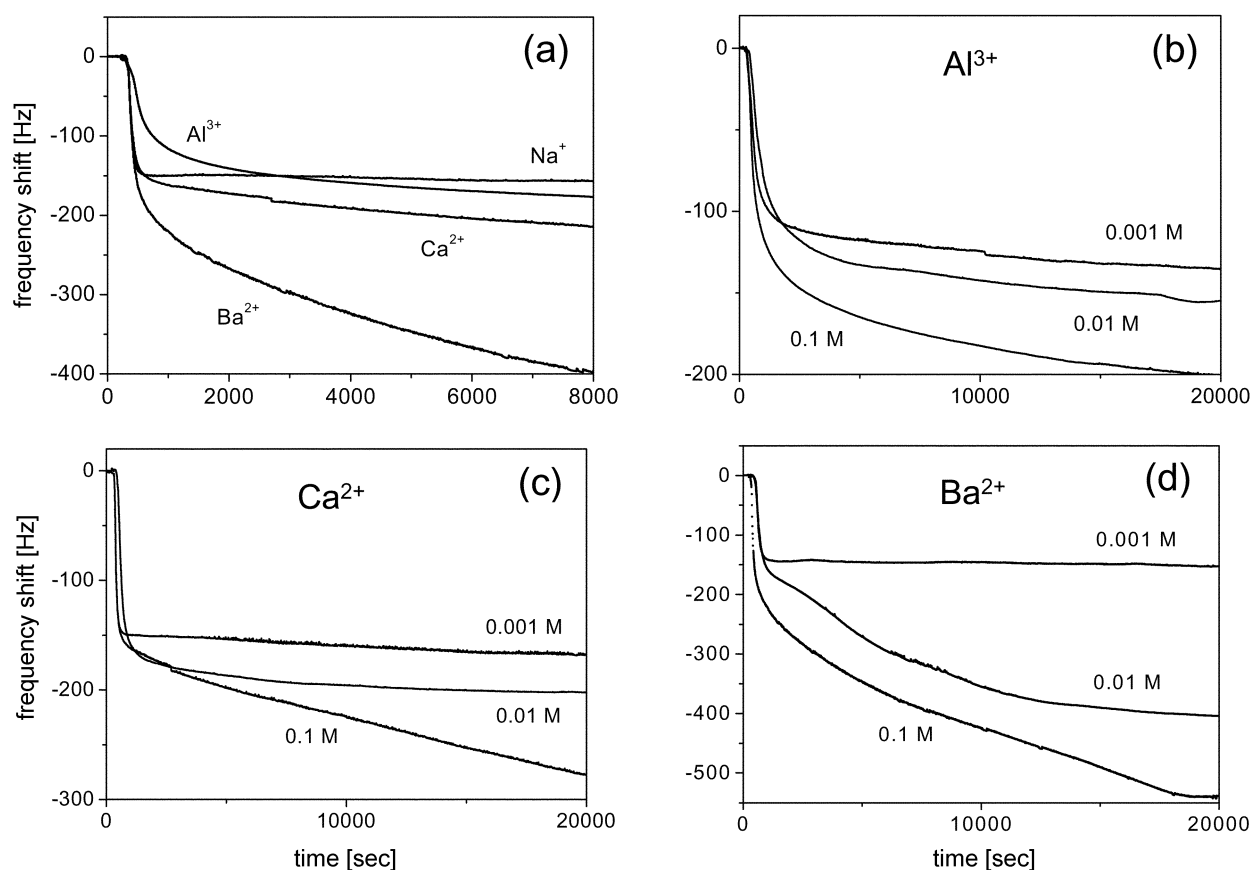 (a)
0
-100
-200
-300
-400
frequency shift [Hz]
Al³⁺
Na⁺
Ca²⁺
Ba²⁺
0 2000 4000 6000 8000
(b)
Al³⁺
0
-100
-200
0.001 M
0.01 M
0.1 M
0 10000 20000
(c)
Ca²⁺
0
-100
-200
-300
frequency shift [Hz]
0.001 M
0.01 M
0.1 M
0 10000 20000
time [sec]
(d)
Ba²⁺
0
-100
-200
-300
-400
-500
0.001 M
0.01 M
0.1 M
0 10000 20000
time [sec]